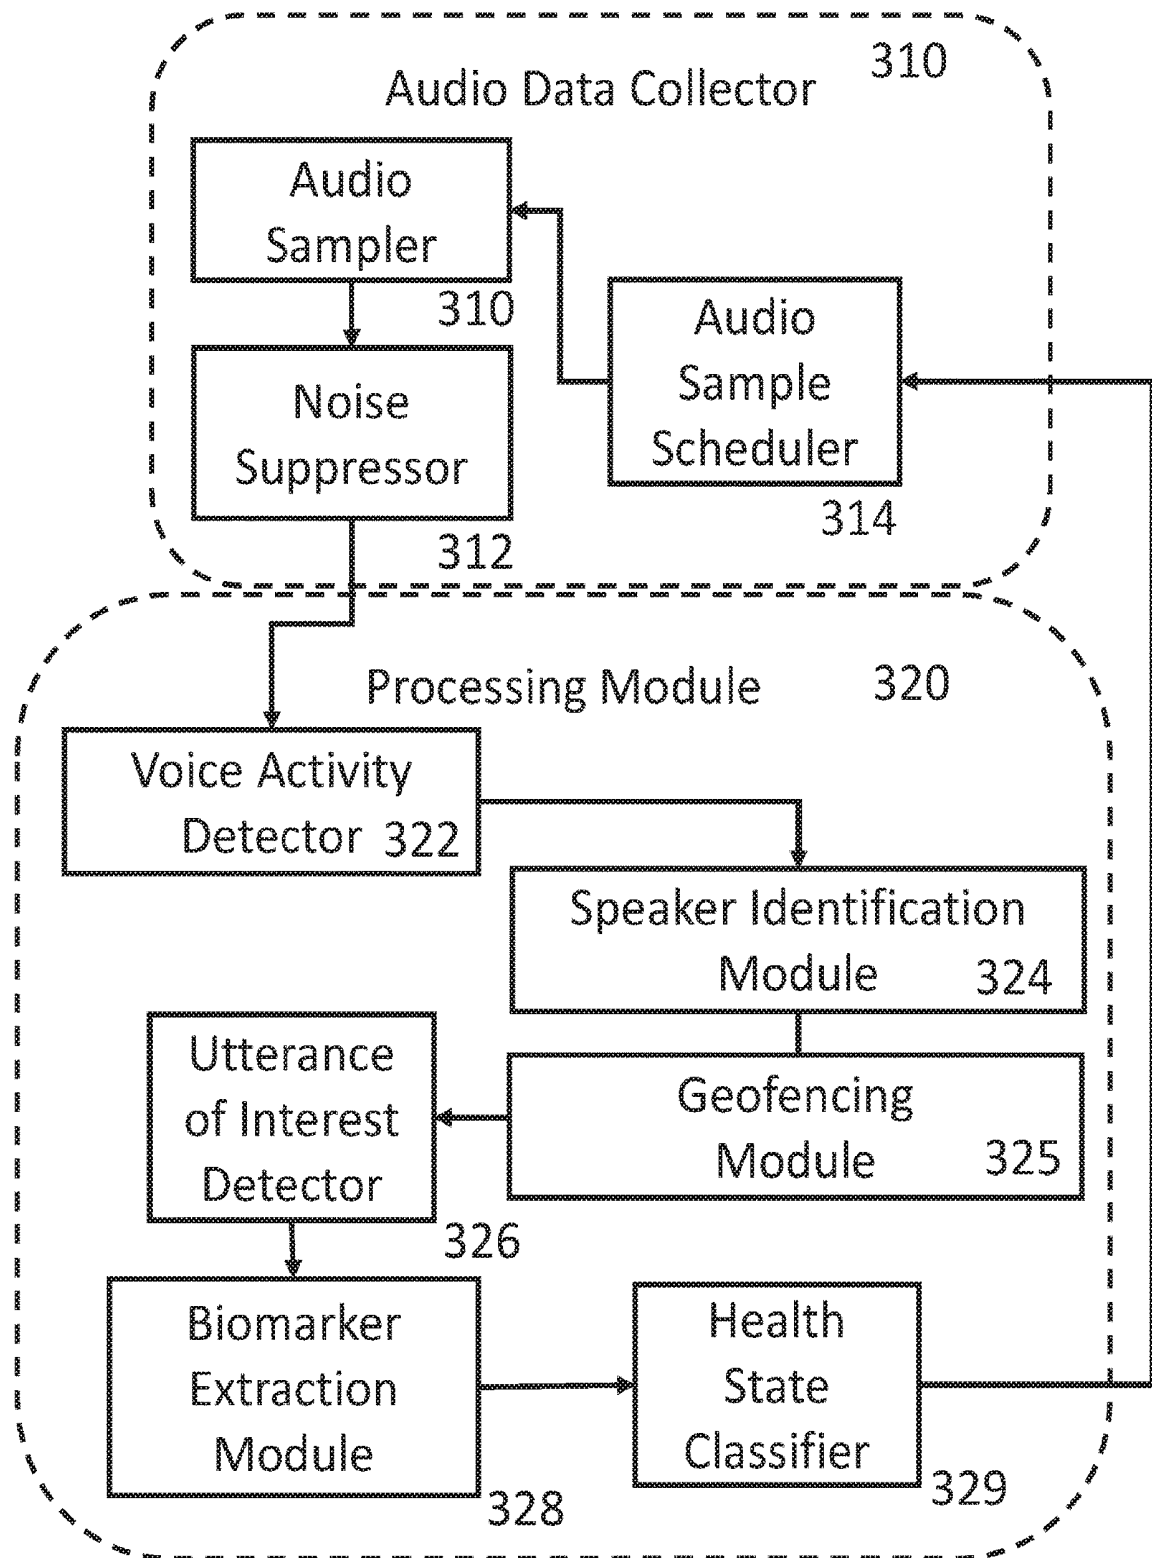 310
Audio Data Collector
Audio
Sampler
310
Audio
Sample
Scheduler
314
Noise
Suppressor
312
Processing Module 320
Voice Activity
Detector 322
Speaker Identification
Module 324
Geofencing
Module 325
Utterance
of Interest
Detector
326
Biomarker
Extraction
Module
328
Health
State
Classifier
329